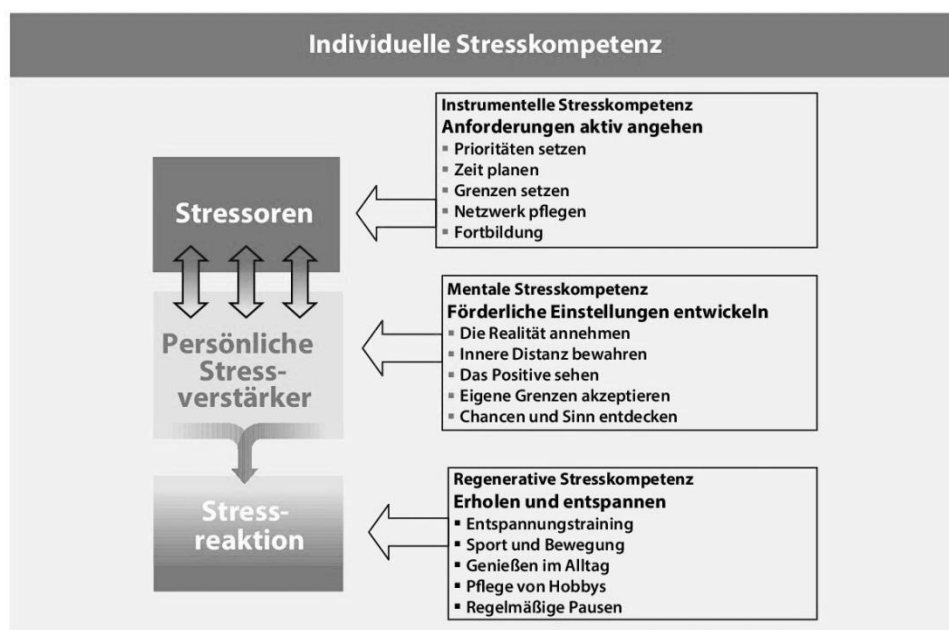 Individuelle Stresskompetenz
Stressoren
Instrumentelle Stresskompetenz
Anforderungen aktiv angehen
▪ Prioritäten setzen
▪ Zeit planen
▪ Grenzen setzen
▪ Netzwerk pflegen
▪ Fortbildung
Persönliche
Stress-
verstärker
Mentale Stresskompetenz
Förderliche Einstellungen entwickeln
▪ Die Realität annehmen
▪ Innere Distanz bewahren
▪ Das Positive sehen
▪ Eigene Grenzen akzeptieren
▪ Chancen und Sinn entdecken
Stress-
reaktion
Regenerative Stresskompetenz
Erholen und entspannen
▪ Entspannungstraining
▪ Sport und Bewegung
▪ Genießen im Alltag
▪ Pflege von Hobbys
▪ Regelmäßige Pausen